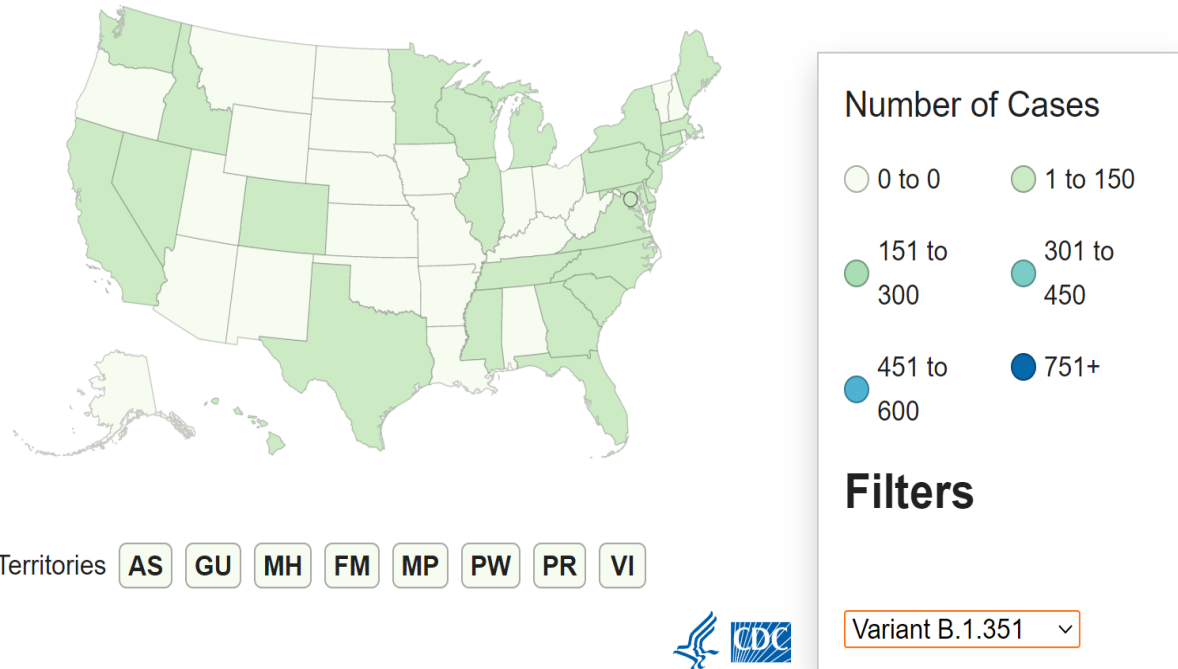 Number of Cases
0 to 0
1 to 150
151 to
300
301 to
450
451 to
600
751+
Filters
Territories AS GU MH FM MP PW PR VI
CDC
Variant B.1.351